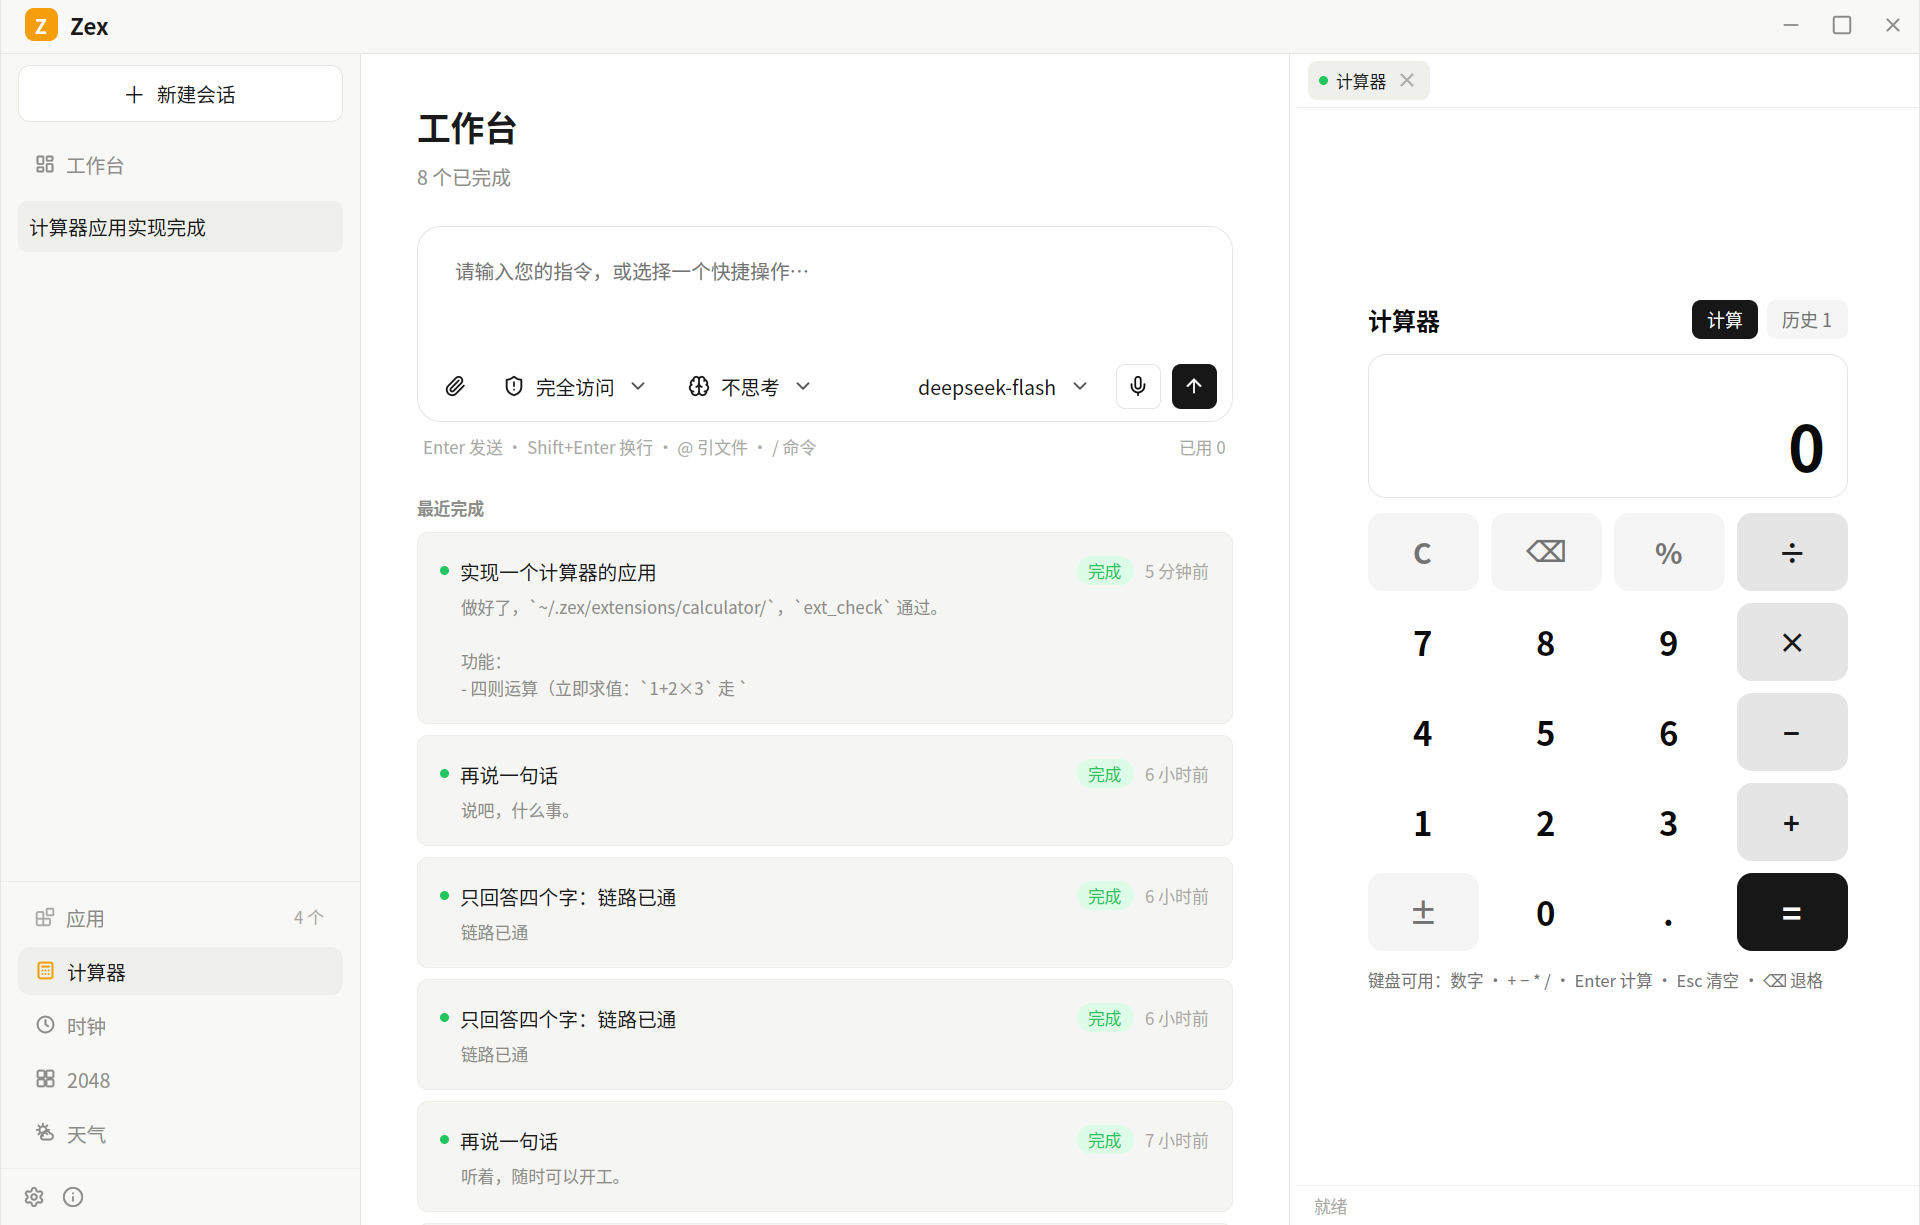 Z Zex
新建会话
工作台
计算器应用实现完成
应用 4 个
计算器
时钟
2048
天气
工作台
8 个已完成
请输入您的指令，或选择一个快捷操作…
完全访问 不思考 deepseek-flash
Enter 发送 · Shift+Enter 换行 · @ 引文件 · / 命令 已用 0
最近完成
实现一个计算器的应用 完成 5 分钟前
做好了，`~/.zex/extensions/calculator/`，`ext_check` 通过。
功能：
- 四则运算（立即求值：`1+2×3` 走 `
再说一句话 完成 6 小时前
说吧，什么事。
只回答四个字：链路已通 完成 6 小时前
链路已通
只回答四个字：链路已通 完成 6 小时前
链路已通
再说一句话 完成 7 小时前
听着，随时可以开工。
计算器
计算器 计算 历史 1
0
C ⌫ % ÷
7 8 9 ×
4 5 6 −
1 2 3 +
± 0 . =
键盘可用：数字 · + − * / · Enter 计算 · Esc 清空 · ⌫ 退格
就绪